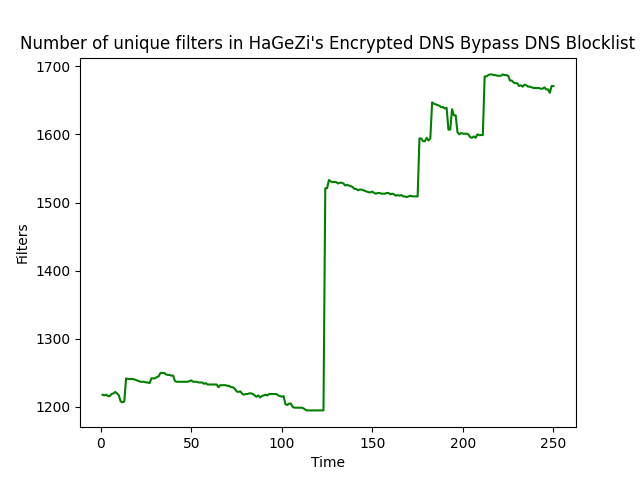 Number of unique filters in HaGeZi's Encrypted DNS Bypass DNS Blocklist
1700
1600
1500
1400
1300
1200
Filters
0 50 100 150 200 250
Time